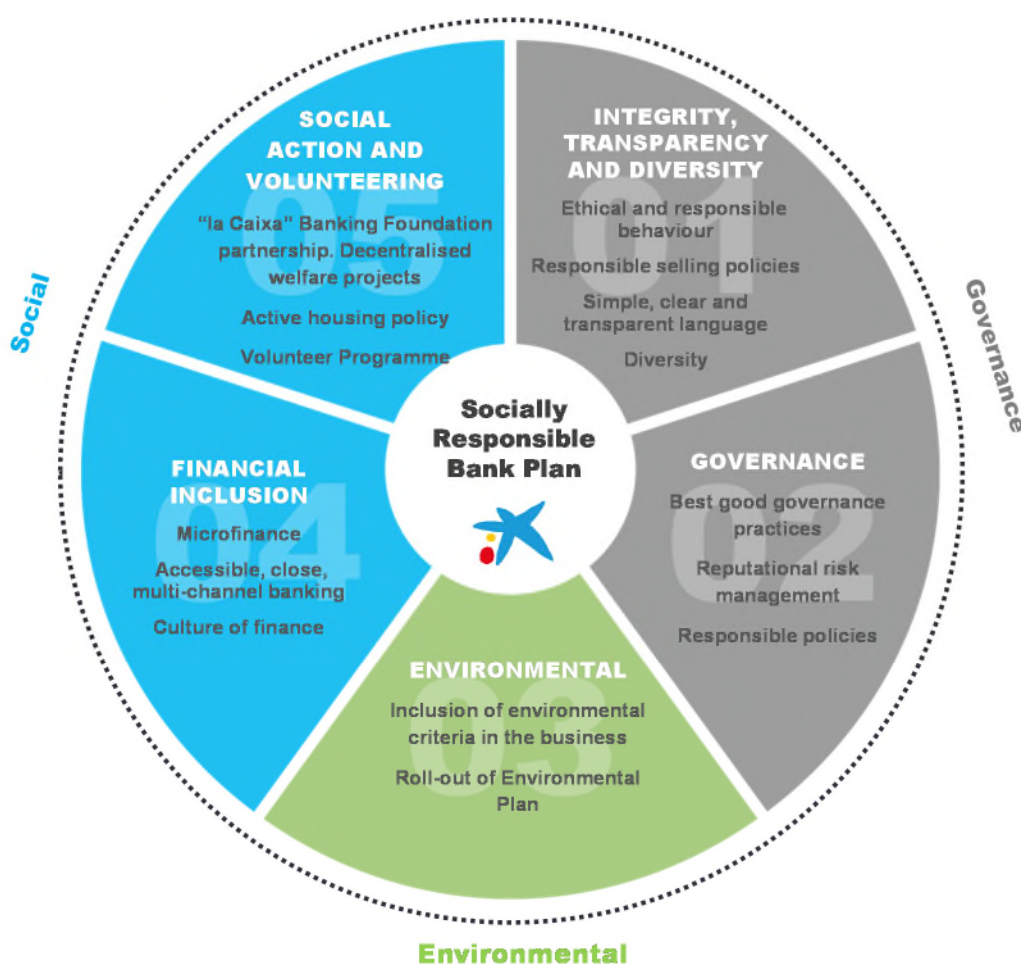 Socially
Responsible
Bank Plan
INTEGRITY,
TRANSPARENCY
AND DIVERSITY
01
Ethical and responsible
behaviour
Responsible selling policies
Simple, clear and
transparent language
Diversity
GOVERNANCE
02
Best good governance
practices
Reputational risk
management
Responsible policies
Governance
ENVIRONMENTAL
03
Inclusion of environmental
criteria in the business
Roll-out of Environmental
Plan
Environmental
FINANCIAL
INCLUSION
04
Microfinance
Accessible, close,
multi-channel banking
Culture of finance
SOCIAL
ACTION AND
VOLUNTEERING
05
“la Caixa” Banking Foundation
partnership. Decentralised
welfare projects
Active housing policy
Volunteer Programme
Social